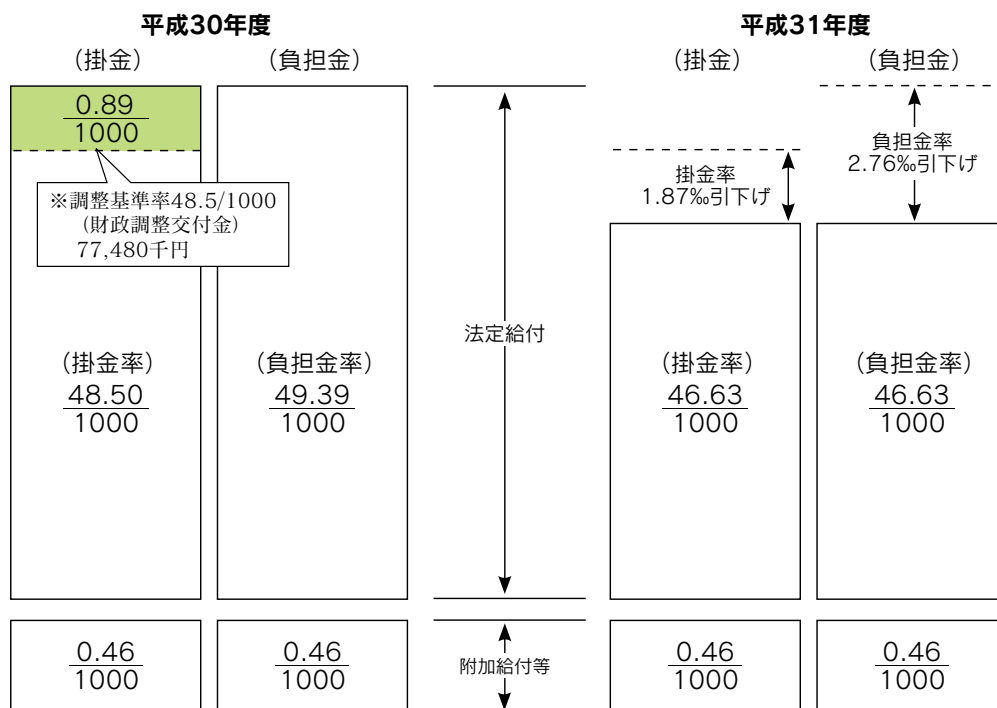 平成30年度
平成31年度
（掛金）
（負担金）
（掛金）
（負担金）
0.89
1000
※調整基準率48.5/1000
（財政調整交付金）
77,480千円
掛金率
1.87‰引下げ
負担金率
2.76‰引下げ
法定給付
（掛金率）
48.50
1000
（負担金率）
49.39
1000
（掛金率）
46.63
1000
（負担金率）
46.63
1000
0.46
1000
0.46
1000
附加給付等
0.46
1000
0.46
1000